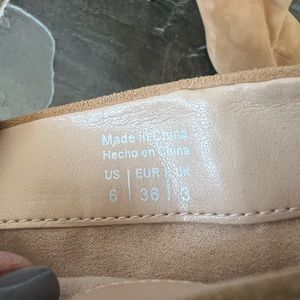 Made in China
Hecho en China
US | EUR | UK
6 | 36 | 3